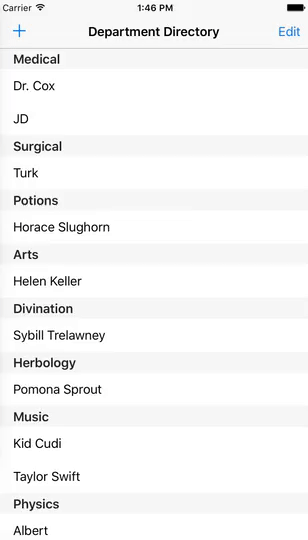 Carrier 1:46 PM
+ Department Directory Edit
Medical
Dr. Cox
JD
Surgical
Turk
Potions
Horace Slughorn
Arts
Helen Keller
Divination
Sybill Trelawney
Herbology
Pomona Sprout
Music
Kid Cudi
Taylor Swift
Physics
Albert